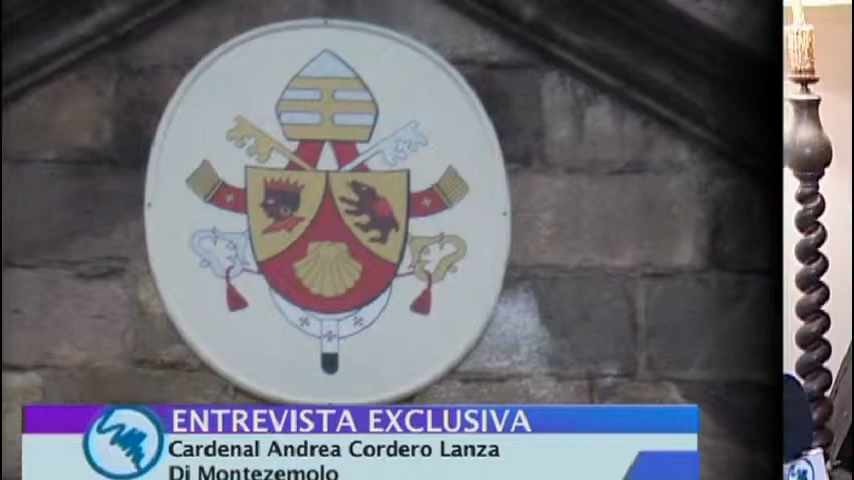 ENTREVISTA EXCLUSIVA
Cardenal Andrea Cordero Lanza
Di Montezemolo